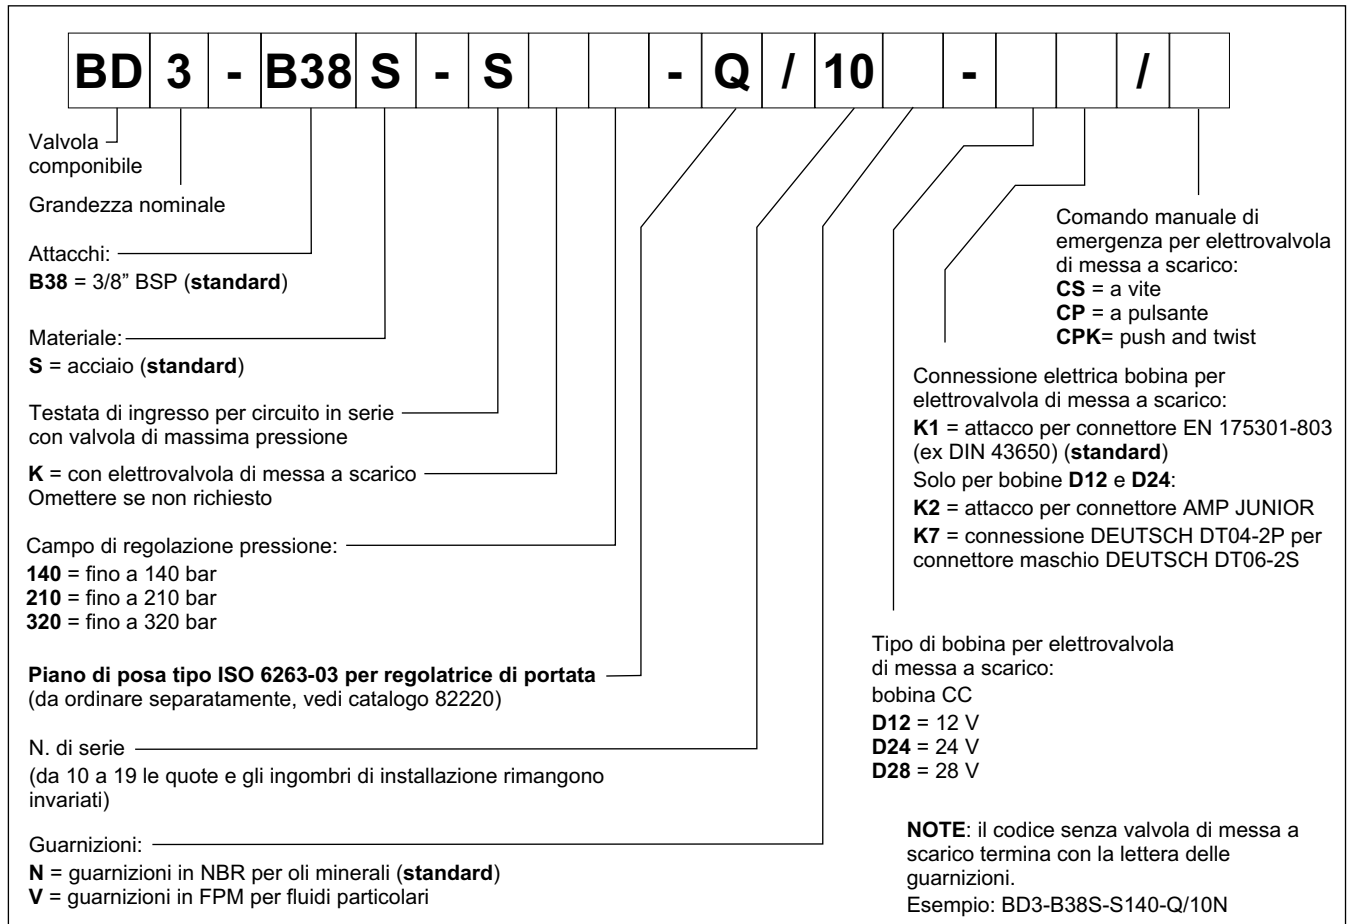 BD 3 - B38 S - S - Q / 10 - /
Valvola
componibile
Grandezza nominale
Attacchi:
B38 = 3/8” BSP (standard)
Materiale:
S = acciaio (standard)
Testata di ingresso per circuito in serie
con valvola di massima pressione
K = con elettrovalvola di messa a scarico
Omettere se non richiesto
Campo di regolazione pressione:
140 = fino a 140 bar
210 = fino a 210 bar
320 = fino a 320 bar
Piano di posa tipo ISO 6263-03 per regolatrice di portata
(da ordinare separatamente, vedi catalogo 82220)
N. di serie
(da 10 a 19 le quote e gli ingombri di installazione rimangono
invariati)
Guarnizioni:
N = guarnizioni in NBR per oli minerali (standard)
V = guarnizioni in FPM per fluidi particolari
Comando manuale di
emergenza per elettrovalvola
di messa a scarico:
CS = a vite
CP = a pulsante
CPK= push and twist
Connessione elettrica bobina per
elettrovalvola di messa a scarico:
K1 = attacco per connettore EN 175301-803
(ex DIN 43650) (standard)
Solo per bobine D12 e D24:
K2 = attacco per connettore AMP JUNIOR
K7 = connessione DEUTSCH DT04-2P per
connettore maschio DEUTSCH DT06-2S
Tipo di bobina per elettrovalvola
di messa a scarico:
bobina CC
D12 = 12 V
D24 = 24 V
D28 = 28 V
NOTE: il codice senza valvola di messa a
scarico termina con la lettera delle
guarnizioni.
Esempio: BD3-B38S-S140-Q/10N